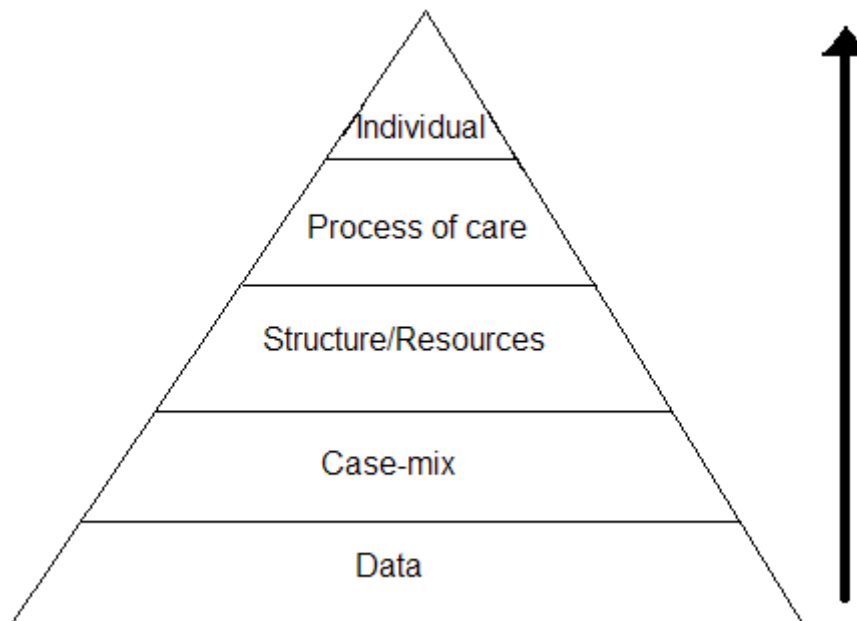 Individual
Process of care
Structure/Resources
Case-mix
Data